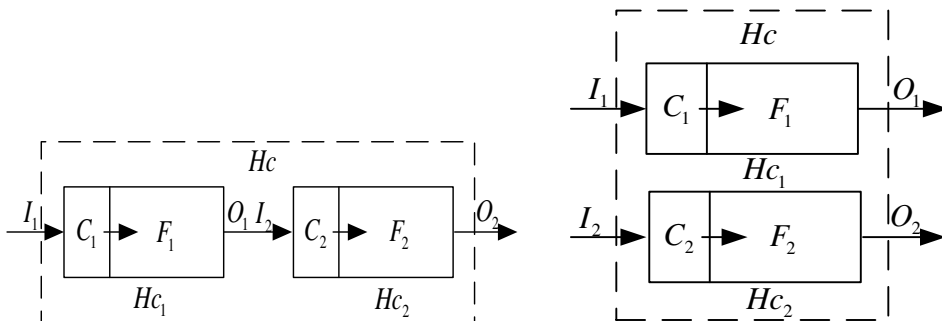 Hc
I₁ C₁ F₁ O₁ I₂ C₂ F₂ O₂
Hc₁ Hc₂
Hc
I₁ C₁ F₁ O₁
Hc₁
I₂ C₂ F₂ O₂
Hc₂